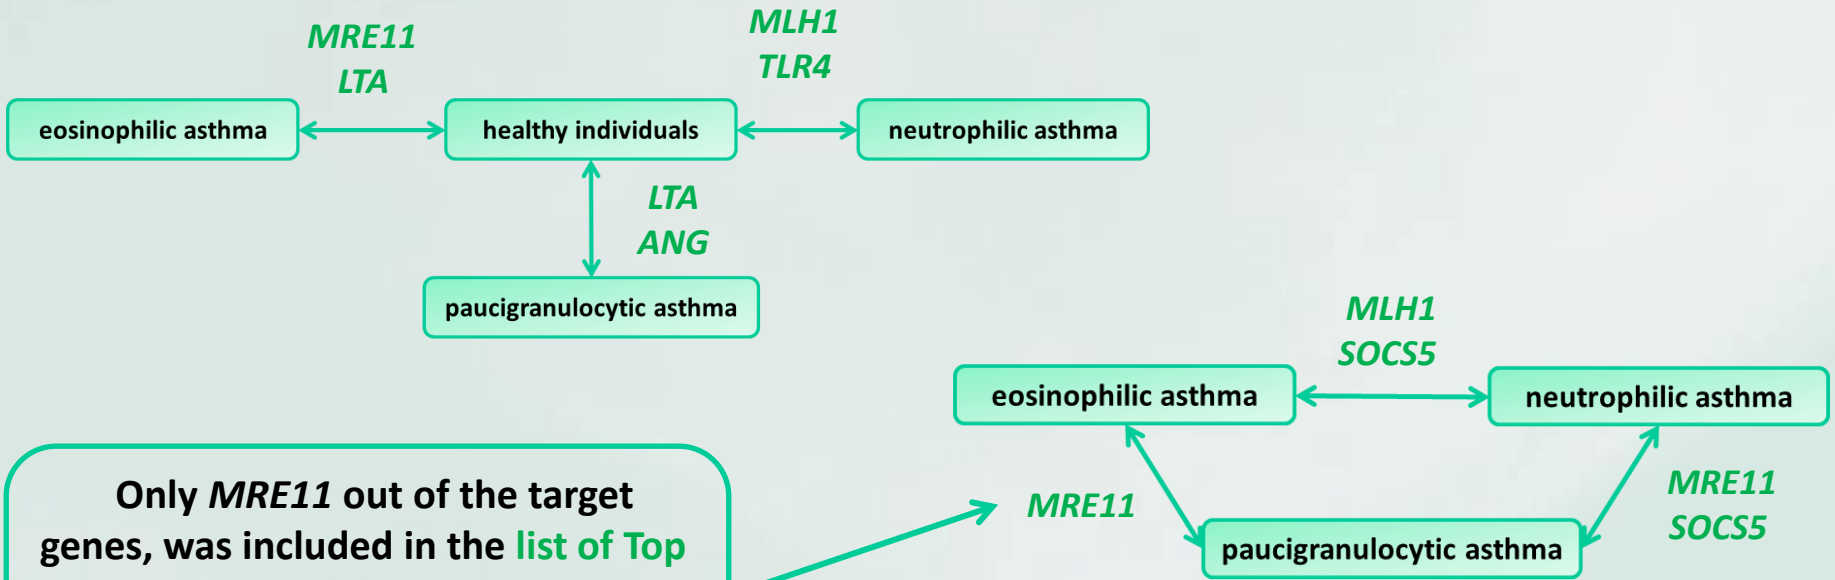 MRE11
LTA
MLH1
TLR4
eosinophilic asthma
healthy individuals
neutrophilic asthma
LTA
ANG
paucigranulocytic asthma
MLH1
SOCS5
eosinophilic asthma
neutrophilic asthma
MRE11
MRE11
SOCS5
paucigranulocytic asthma
Only MRE11 out of the target
genes, was included in the list of Top